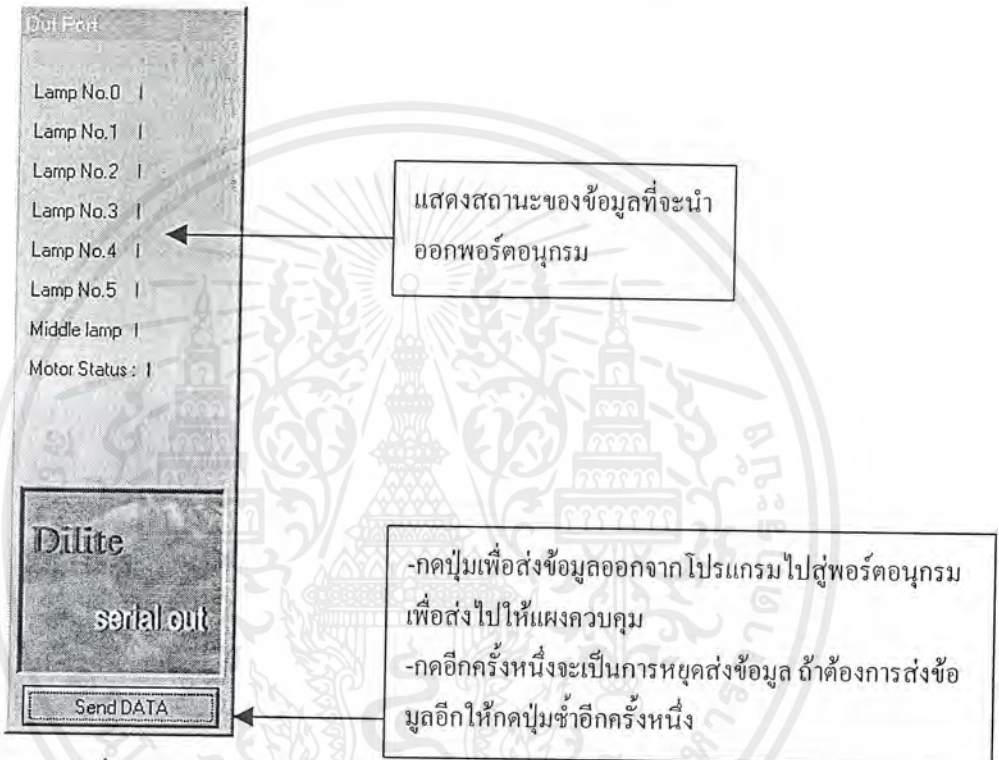 Out Port
Lamp No.0 I
Lamp No.1 I
Lamp No.2 I
Lamp No.3 I
Lamp No.4 I
Lamp No.5 I
Middle lamp I
Motor Status : I
Dilite
serial out
Send DATA
แสดงสถานะของข้อมูลที่จะนำ
ออกพอร์ตอนุกรม
-กดปุ่มเพื่อส่งข้อมูลออกจากโปรแกรมไปสู่พอร์ตอนุกรม
เพื่อส่งไปให้แผงควบคุม
-กดอีกครั้งหนึ่งจะเป็นการหยุดส่งข้อมูล ถ้าต้องการส่งข้อ
มูลอีกให้กดปุ่มซ้ำอีกครั้งหนึ่ง